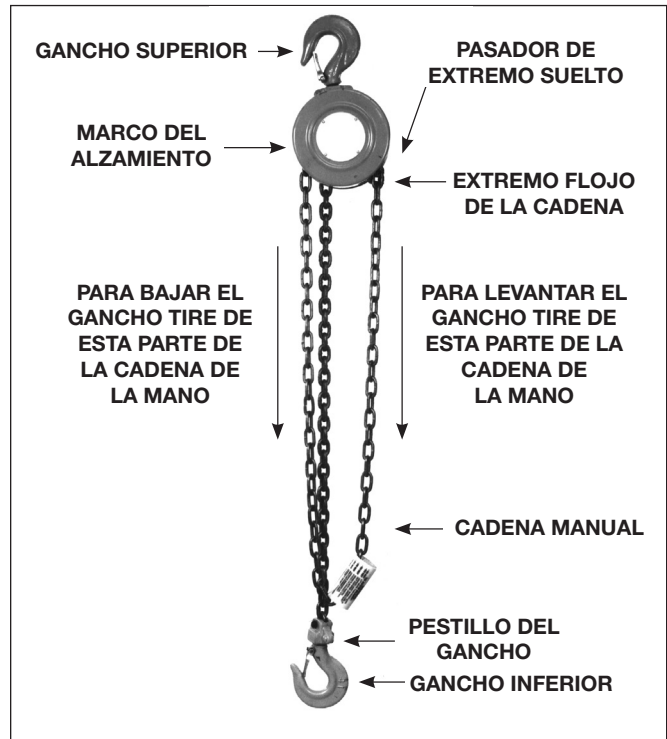 GANCHO SUPERIOR
PASADOR DE
EXTREMO SUELTO
MARCO DEL
ALZAMIENTO
EXTREMO FLOJO
DE LA CADENA
PARA BAJAR EL
GANCHO TIRE DE
ESTA PARTE DE
LA CADENA DE
LA MANO
PARA LEVANTAR EL
GANCHO TIRE DE
ESTA PARTE DE LA
CADENA DE
LA MANO
CADENA MANUAL
PESTILLO DEL
GANCHO
GANCHO INFERIOR